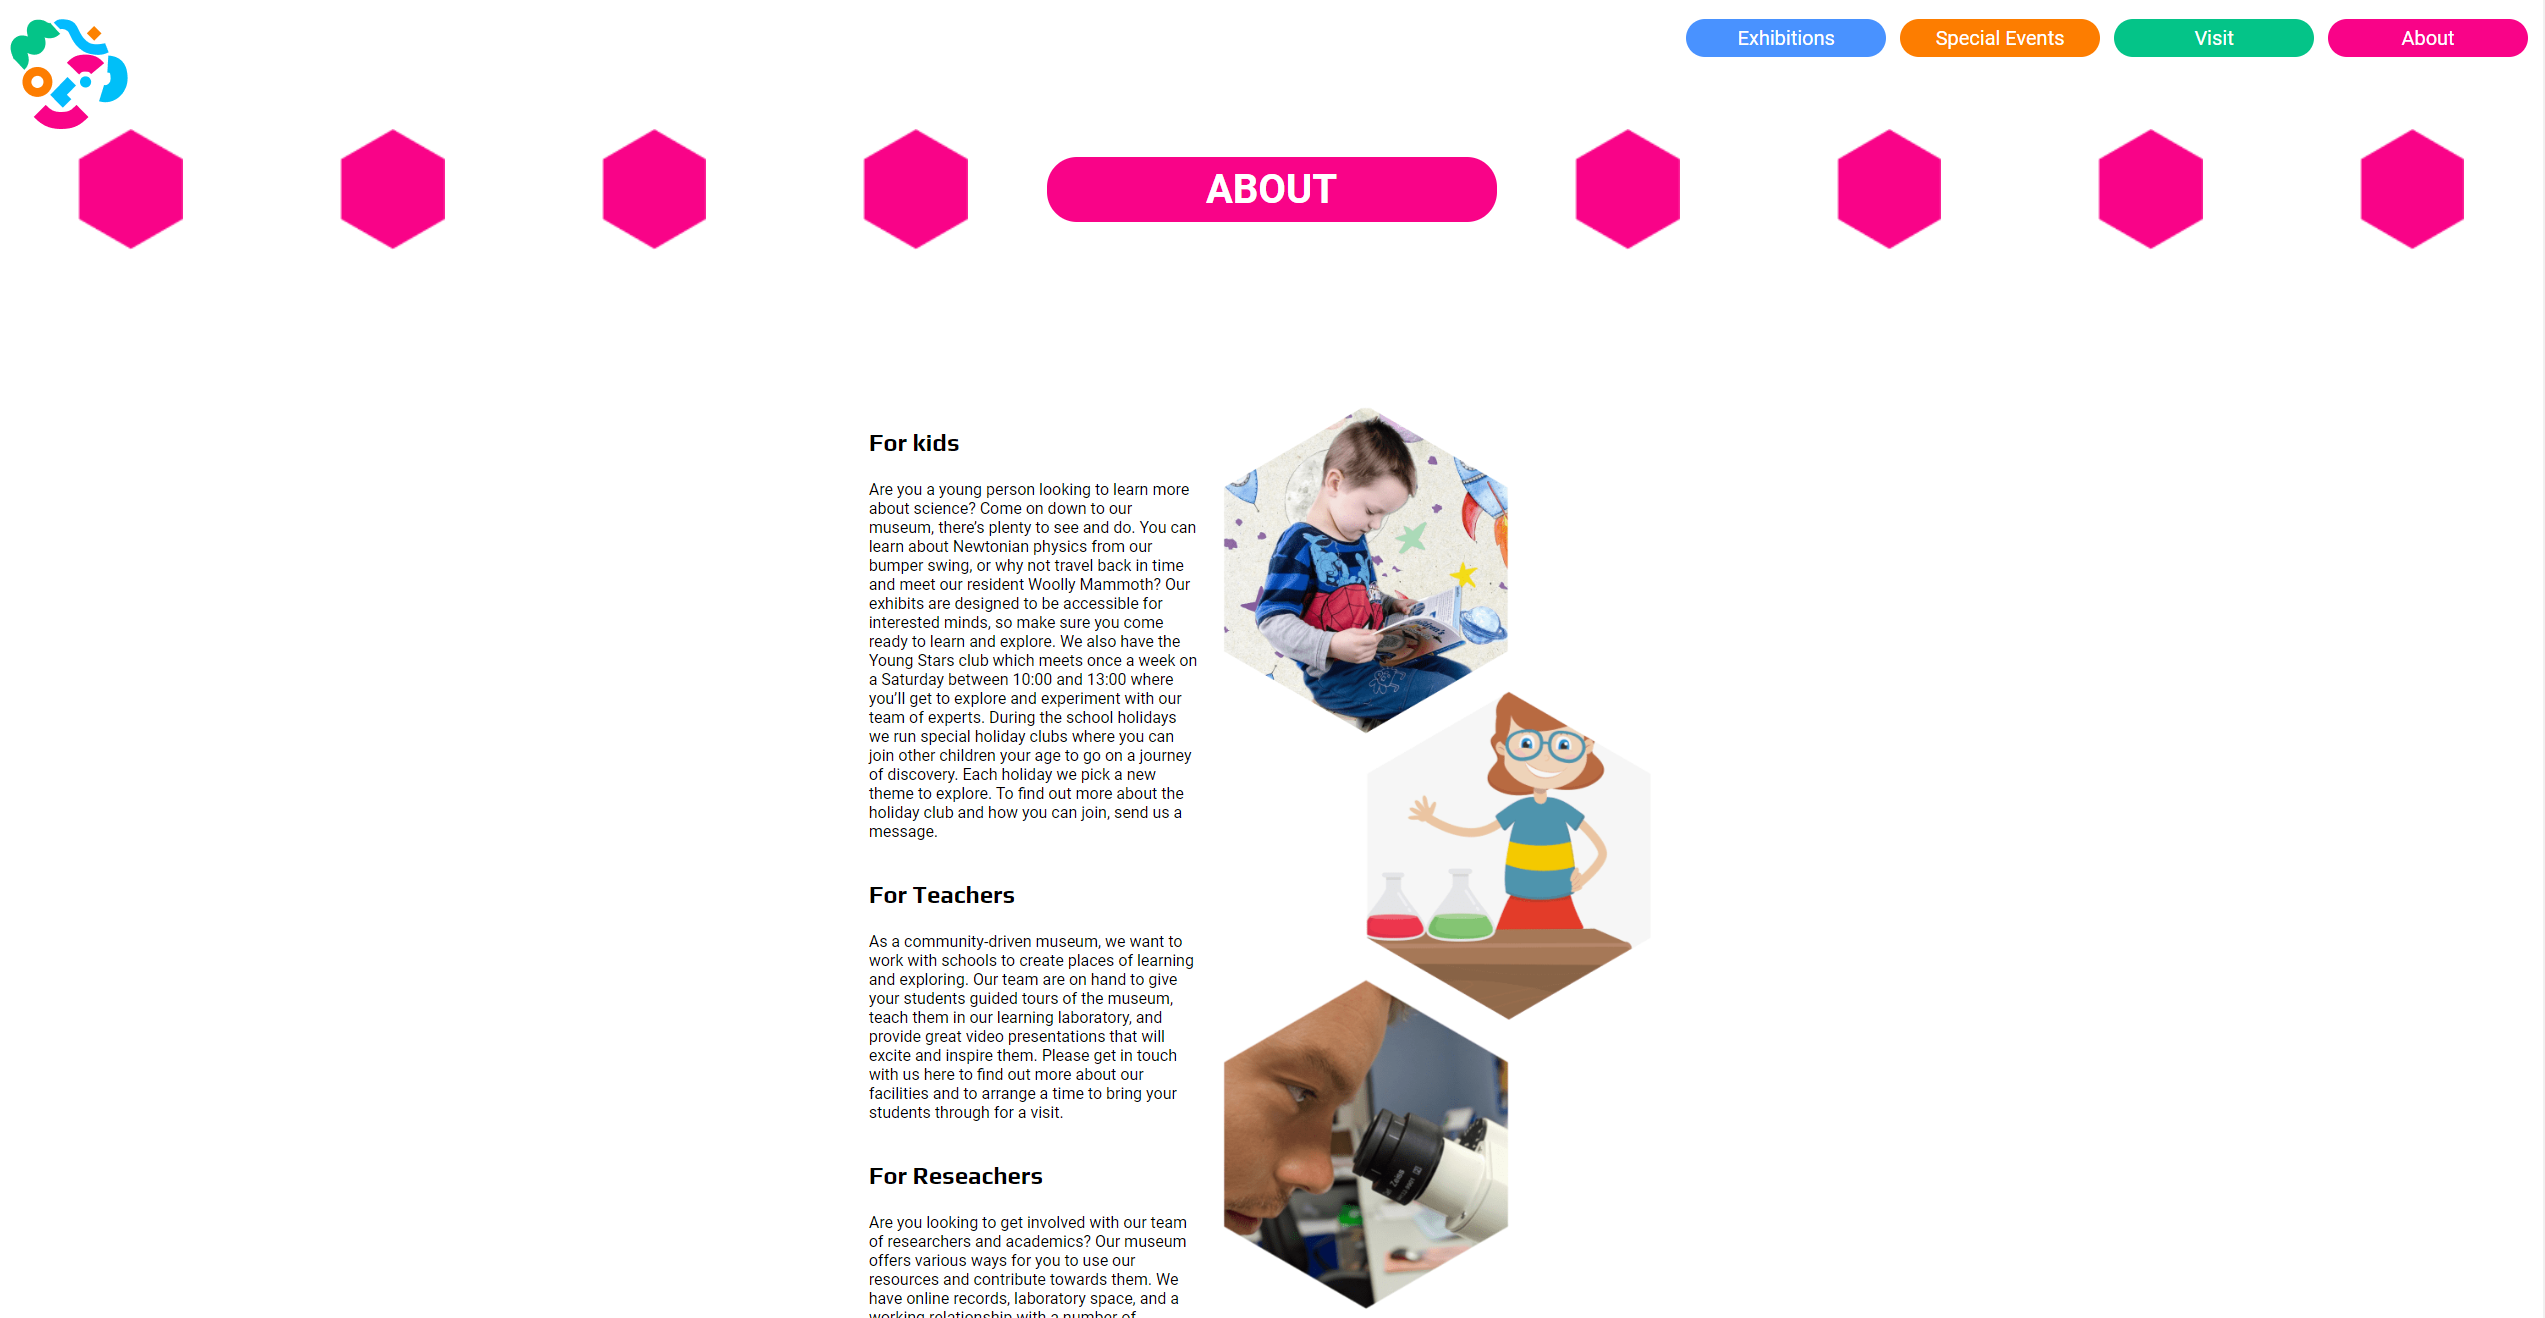 Exhibitions
Special Events
Visit
About
ABOUT
For kids
Are you a young person looking to learn more
about science? Come on down to our
museum, there’s plenty to see and do. You can
learn about Newtonian physics from our
bumper swing, or why not travel back in time
and meet our resident Woolly Mammoth? Our
exhibits are designed to be accessible for
interested minds, so make sure you come
ready to learn and explore. We also have the
Young Stars club which meets once a week on
a Saturday between 10:00 and 13:00 where
you’ll get to explore and experiment with our
team of experts. During the school holidays
we run special holiday clubs where you can
join other children your age to go on a journey
of discovery. Each holiday we pick a new
theme to explore. To find out more about the
holiday club and how you can join, send us a
message.
For Teachers
As a community-driven museum, we want to
work with schools to create places of learning
and exploring. Our team are on hand to give
your students guided tours of the museum,
teach them in our learning laboratory, and
provide great video presentations that will
excite and inspire them. Please get in touch
with us here to find out more about our
facilities and to arrange a time to bring your
students through for a visit.
For Reseachers
Are you looking to get involved with our team
of researchers and academics? Our museum
offers various ways for you to use our
resources and contribute towards them. We
have online records, laboratory space, and a
working relationship with a number of